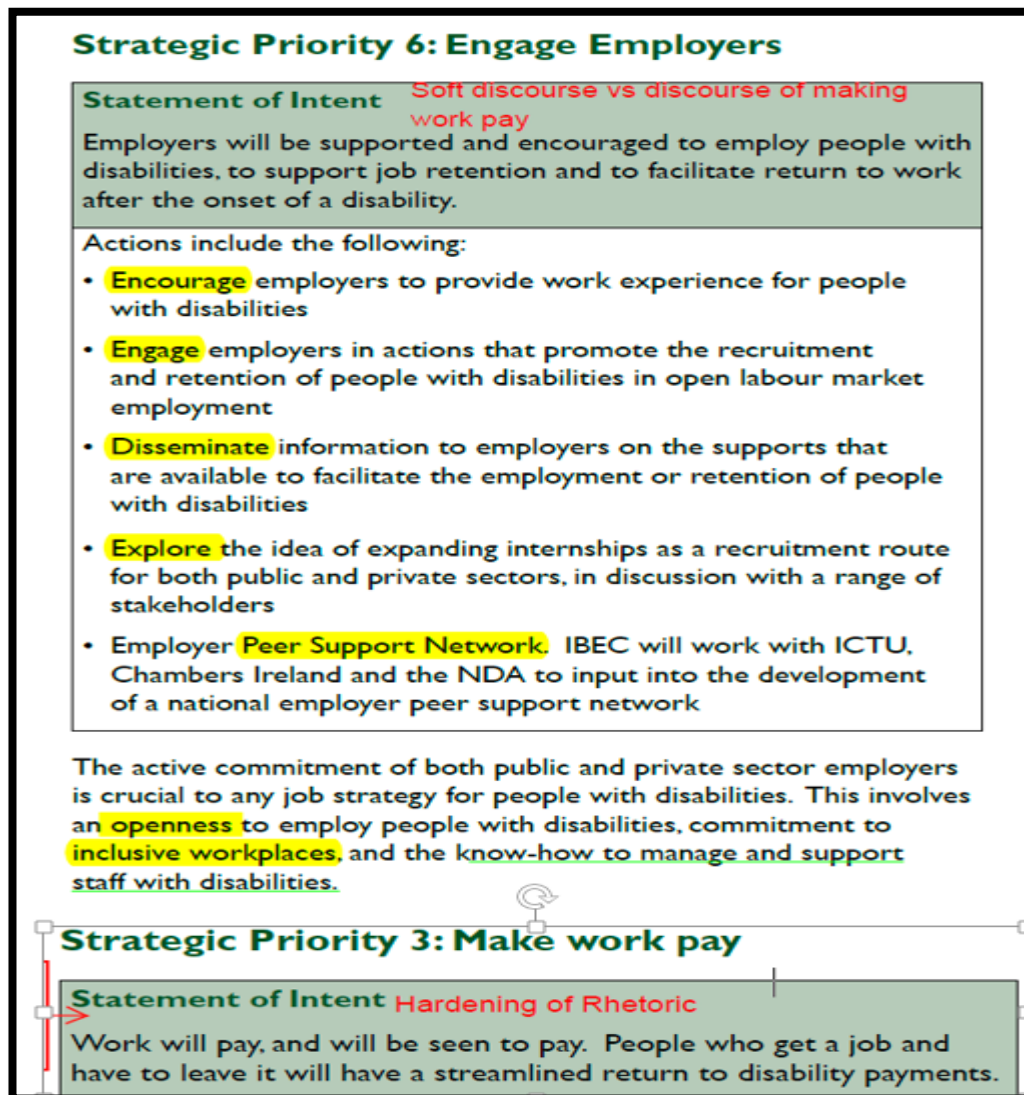 Strategic Priority 6: Engage Employers
Statement of Intent
Soft discourse vs discourse of making
work pay
Employers will be supported and encouraged to employ people with
disabilities, to support job retention and to facilitate return to work
after the onset of a disability.
Actions include the following:
• Encourage employers to provide work experience for people
with disabilities
• Engage employers in actions that promote the recruitment
and retention of people with disabilities in open labour market
employment
• Disseminate information to employers on the supports that
are available to facilitate the employment or retention of people
with disabilities
• Explore the idea of expanding internships as a recruitment route
for both public and private sectors, in discussion with a range of
stakeholders
• Employer Peer Support Network. IBEC will work with ICTU,
Chambers Ireland and the NDA to input into the development
of a national employer peer support network
The active commitment of both public and private sector employers
is crucial to any job strategy for people with disabilities. This involves
an openness to employ people with disabilities, commitment to
inclusive workplaces, and the know-how to manage and support
staff with disabilities.
Strategic Priority 3: Make work pay
Statement of Intent Hardening of Rhetoric
Work will pay, and will be seen to pay. People who get a job and
have to leave it will have a streamlined return to disability payments.